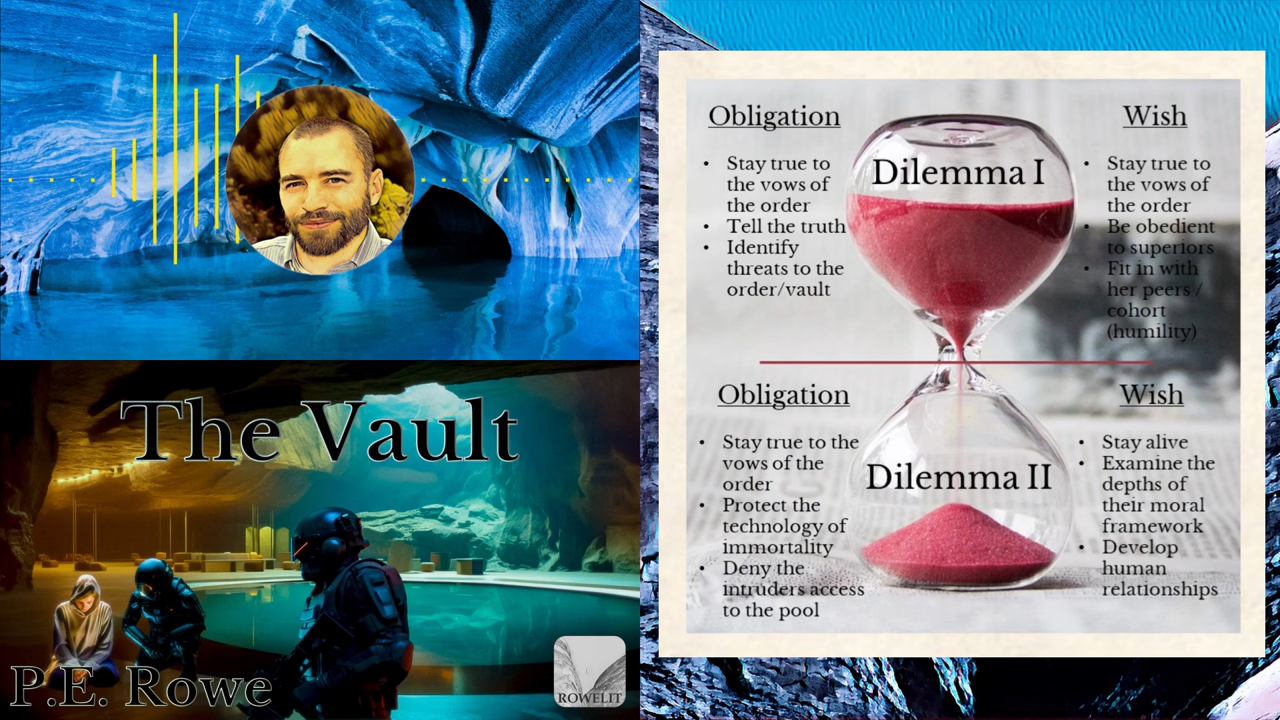 The Vault
P.E. Rowe
ROWELIT
Obligation
• Stay true to
the vows of
the order
• Tell the truth
• Identify
threats to the
order/vault
Dilemma I
Wish
• Stay true to
the vows of
the order
• Be obedient
to superiors
• Fit in with
her peers /
cohort
(humility)
Obligation
• Stay true to the
vows of the
order
• Protect the
technology of
immortality
• Deny the
intruders access
to the pool
Dilemma II
Wish
• Stay alive
• Examine the
depths of
their moral
framework
• Develop
human
relationships